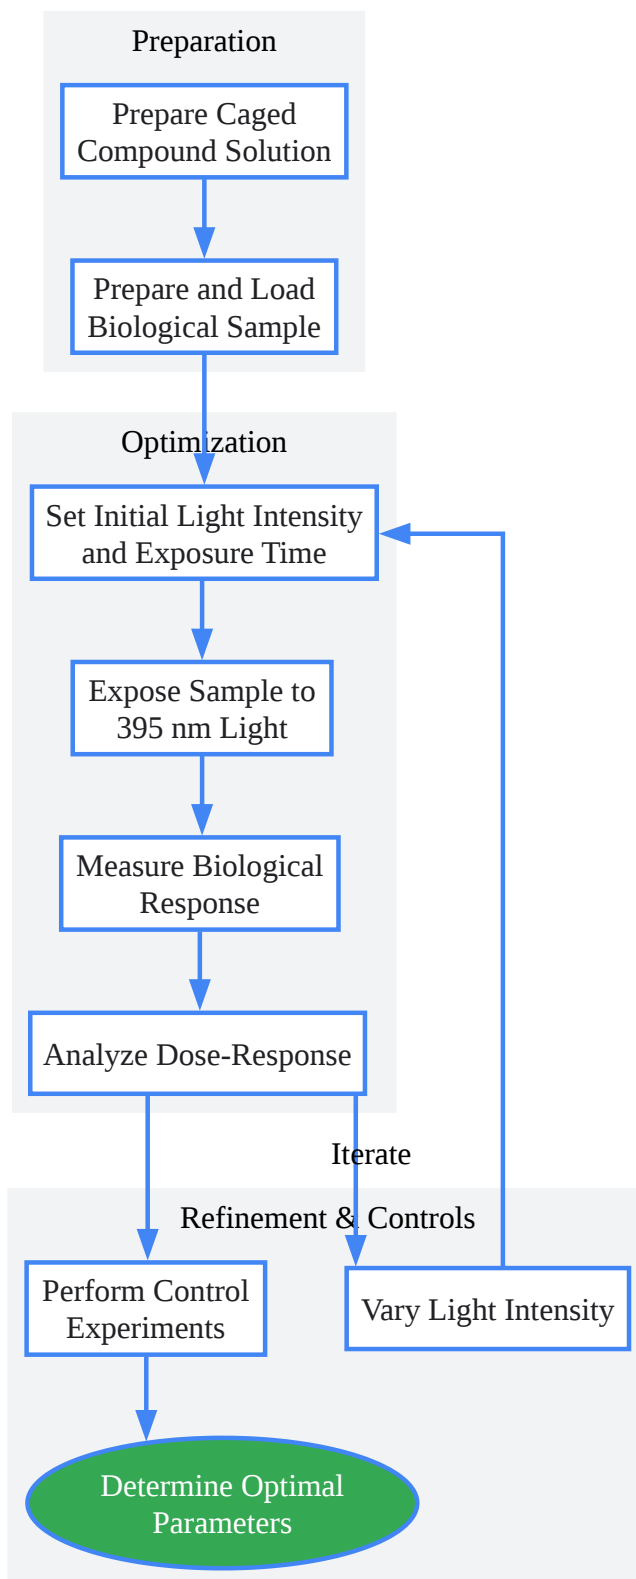 Preparation
Prepare Caged
Compound Solution
Prepare and Load
Biological Sample
Optimization
Set Initial Light Intensity
and Exposure Time
Expose Sample to
395 nm Light
Measure Biological
Response
Analyze Dose-Response
Iterate
Refinement & Controls
Perform Control
Experiments
Vary Light Intensity
Determine Optimal
Parameters